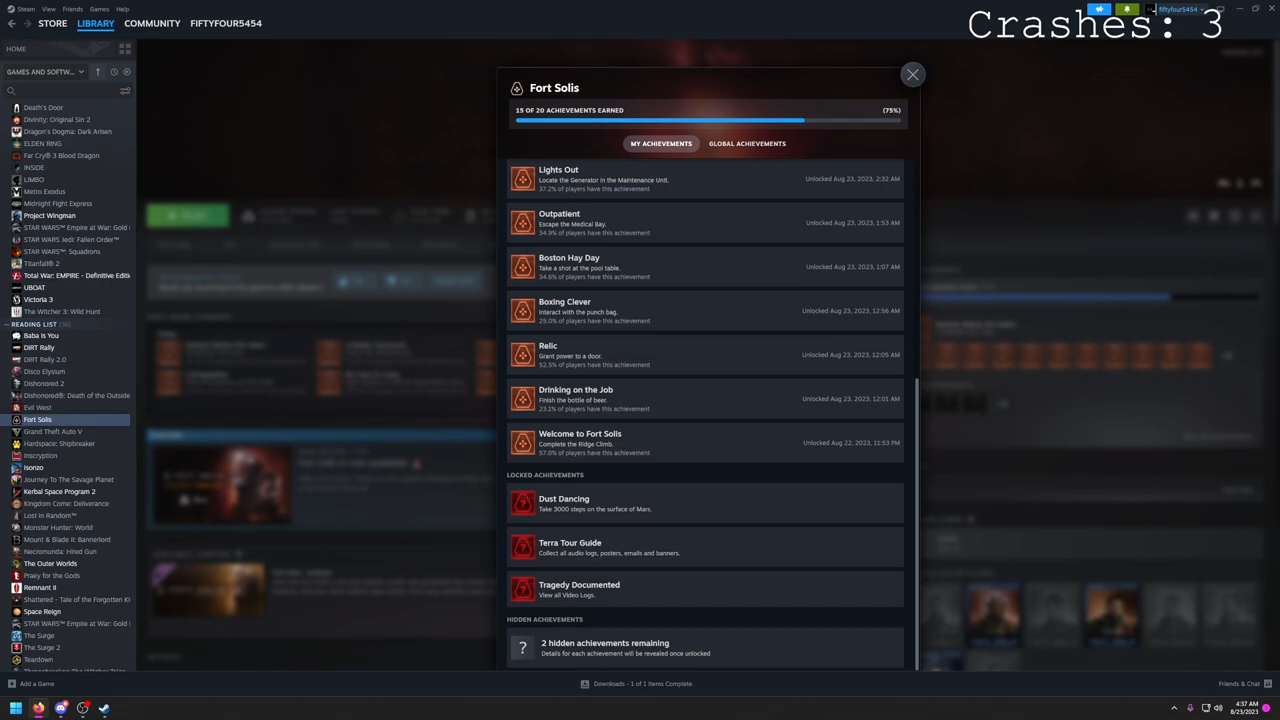 Steam View Friends Games Help
fiftyfour5454
STORE LIBRARY COMMUNITY FIFTYFOUR5454
Crashes: 3
HOME
GAMES AND SOFTW...
Death's Door
Divinity: Original Sin 2
Dragon's Dogma: Dark Arisen
ELDEN RING
Far Cry® 3 Blood Dragon
INSIDE
LIMBO
Metro Exodus
Midnight Fight Express
Project Wingman
STAR WARS™ Empire at War: Gold
STAR WARS Jedi: Fallen Order™
STAR WARS™: Squadrons
Titanfall® 2
Total War: EMPIRE - Definitive Editi
UBOAT
Victoria 3
The Witcher 3: Wild Hunt
READING LIST
Baba Is You
DiRT Rally
DiRT Rally 2.0
Disco Elysium
Dishonored 2
Dishonored®: Death of the Outside
Evil West
Fort Solis
Grand Theft Auto V
Hardspace: Shipbreaker
Inscryption
Isonzo
Journey To The Savage Planet
Kerbal Space Program 2
Kingdom Come: Deliverance
Lost In Random™
Monster Hunter: World
Mount & Blade II: Bannerlord
Necromunda: Hired Gun
The Outer Worlds
Praey for the Gods
Remnant II
Shattered - Tale of the Forgotten Ki
Space Reign
STAR WARS™ Empire at War: Gold
The Surge
The Surge 2
Teardown
Add a Game
Fort Solis
15 OF 20 ACHIEVEMENTS EARNED (75%)
MY ACHIEVEMENTS GLOBAL ACHIEVEMENTS
Lights Out
Locate the Generator in the Maintenance Unit.
37.2% of players have this achievement
Unlocked Aug 23, 2023, 2:32 AM
Outpatient
Escape the Medical Bay.
34.9% of players have this achievement
Unlocked Aug 23, 2023, 1:53 AM
Boston Hay Day
Take a shot at the pool table.
34.6% of players have this achievement
Unlocked Aug 23, 2023, 1:07 AM
Boxing Clever
Interact with the punch bag.
25.0% of players have this achievement
Unlocked Aug 23, 2023, 12:56 AM
Relic
Grant power to a door.
52.5% of players have this achievement
Unlocked Aug 23, 2023, 12:05 AM
Drinking on the Job
Finish the bottle of beer.
23.1% of players have this achievement
Unlocked Aug 23, 2023, 12:01 AM
Welcome to Fort Solis
Complete the Ridge Climb.
57.0% of players have this achievement
Unlocked Aug 22, 2023, 11:53 PM
LOCKED ACHIEVEMENTS
Dust Dancing
Take 3000 steps on the surface of Mars.
Terra Tour Guide
Collect all audio logs, posters, emails and banners.
Tragedy Documented
View all Video Logs.
HIDDEN ACHIEVEMENTS
?
2 hidden achievements remaining
Details for each achievement will be revealed once unlocked
Downloads - 1 of 1 Items Complete
Friends & Chat
4:37 AM
8/23/2023